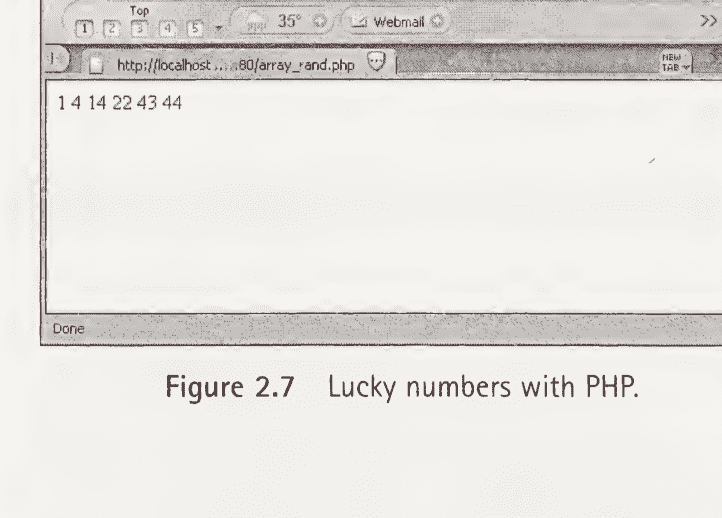 Top
1 2 3 4 5 35° Webmail >>
http://localhost.....80/array_rand.php NEW
TAB
1 4 14 22 43 44
Done
Figure 2.7 Lucky numbers with PHP.